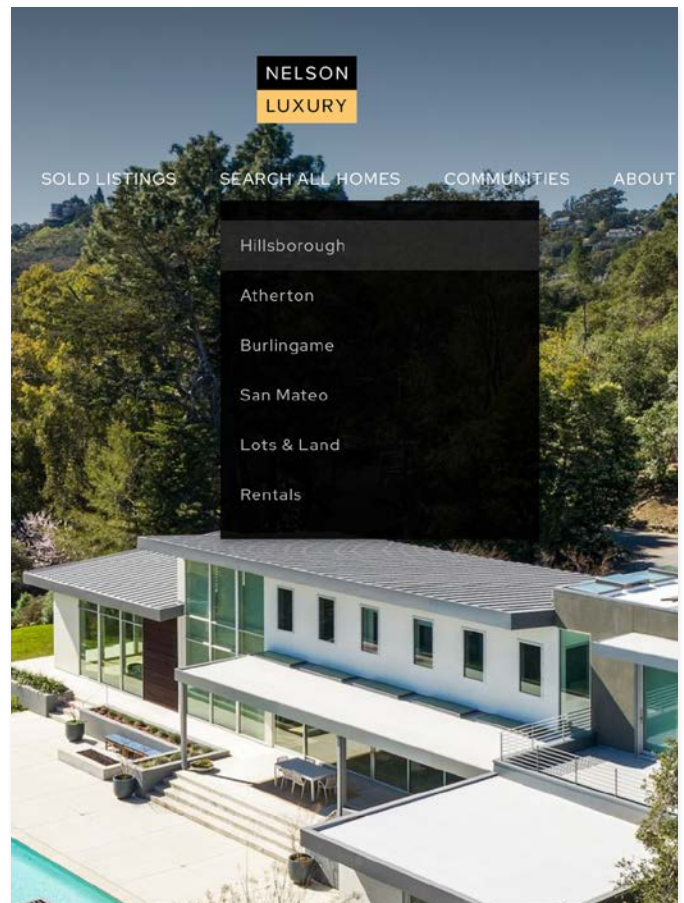 NELSON
LUXURY
SOLD LISTINGS SEARCH ALL HOMES COMMUNITIES ABOUT
Hillsborough
Atherton
Burlingame
San Mateo
Lots & Land
Rentals